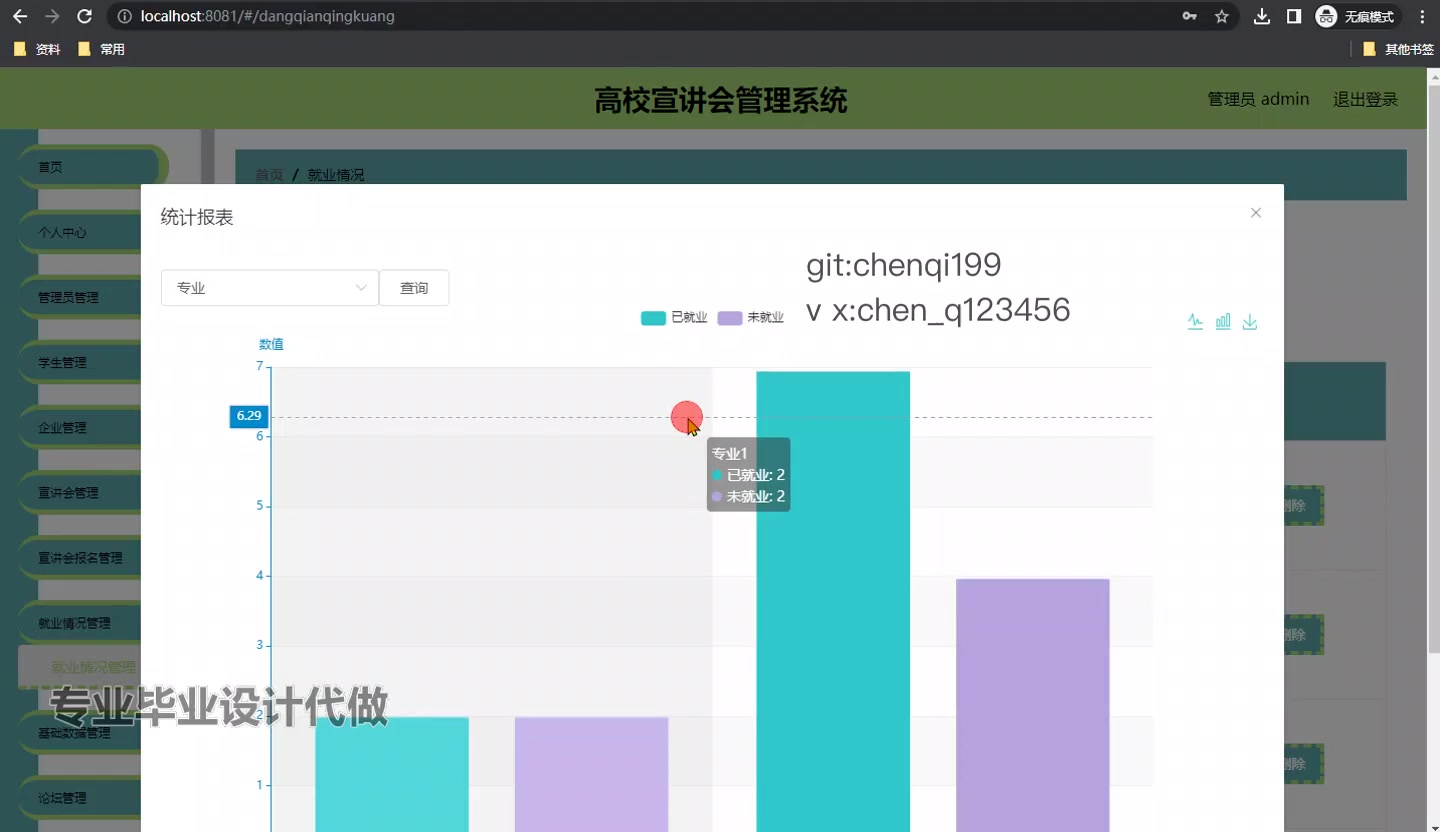 localhost:8081/#/dangqianqingkuang
无痕模式
资料
常用
其他书签
高校宣讲会管理系统
管理员 admin
退出登录
首页
首页 / 就业情况
统计报表
个人中心
git:chenqi199
专业
查询
管理员管理
v x:chen_q123456
已就业
未就业
数值
学生管理
7
6.29
6
企业管理
专业1
已就业: 2
未就业: 2
宣讲会管理
5
删除
宣讲会报名管理
4
就业情况管理
3
删除
就业情况管理
专业毕业设计代做
2
基础数据管理
删除
1
论坛管理